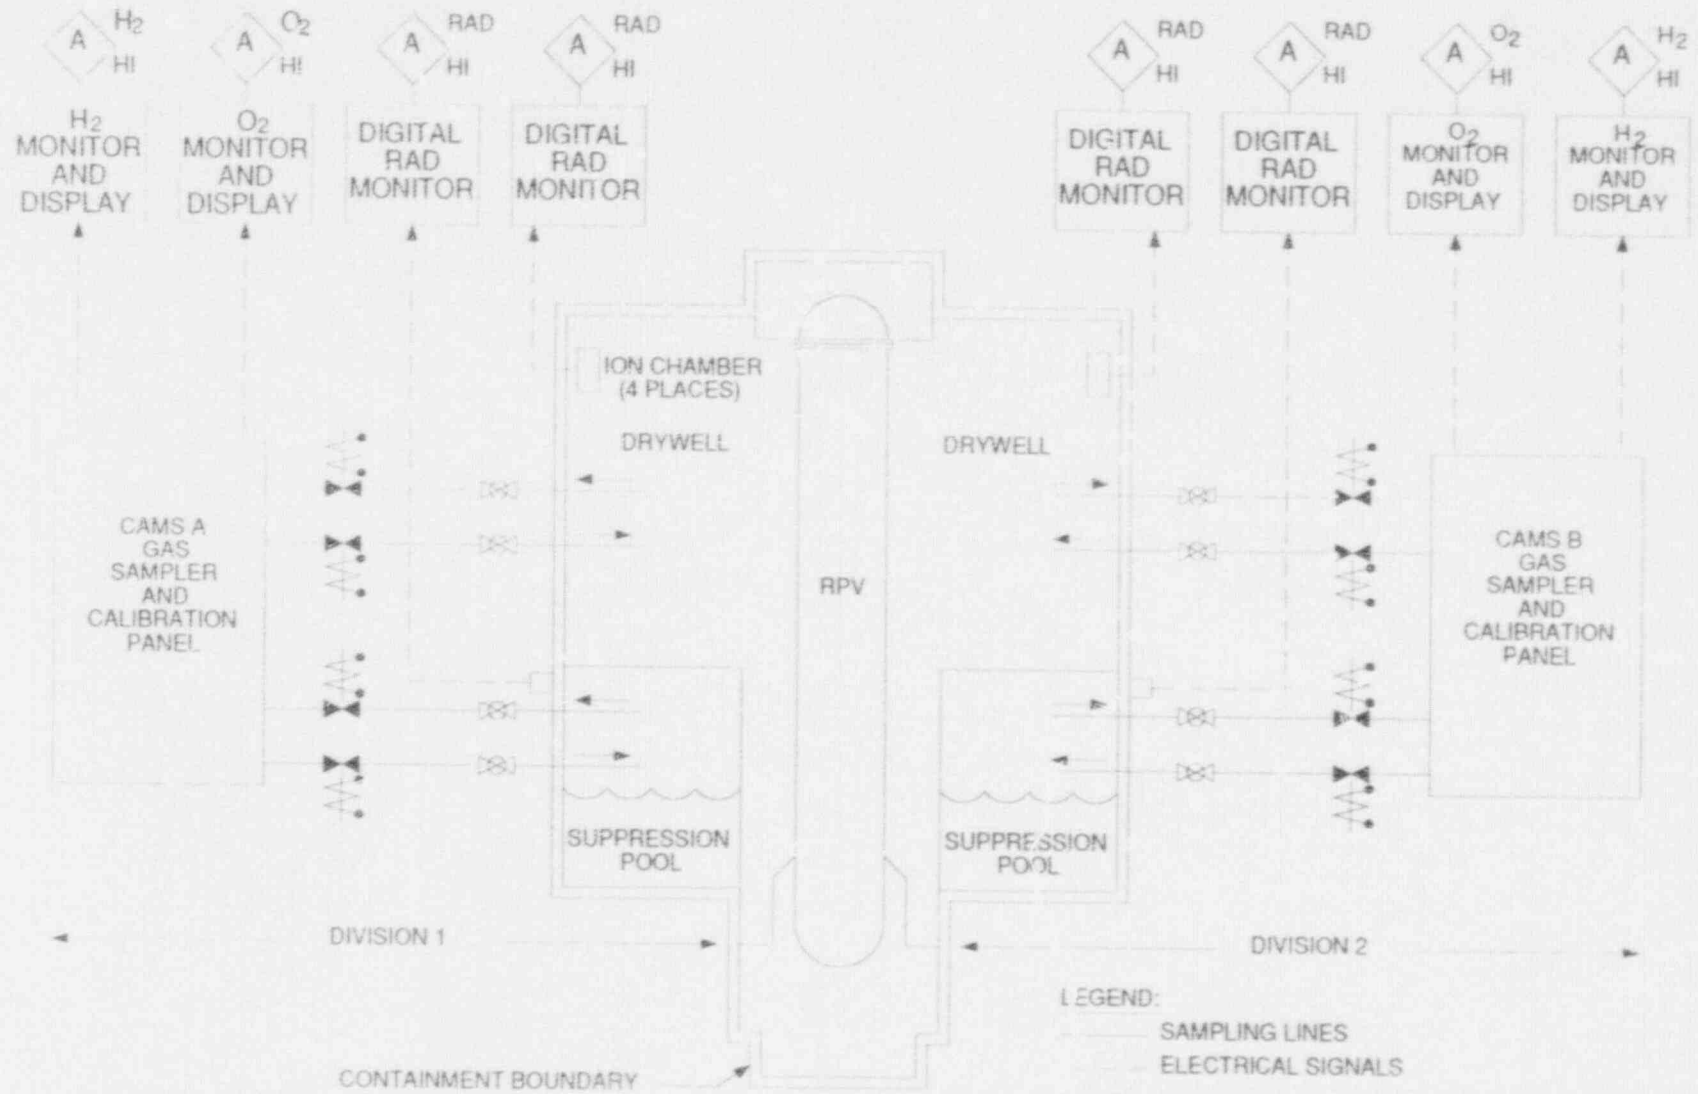 A H2 HI
A O2 HI
A RAD HI
A RAD HI
A RAD HI
A RAD HI
A O2 HI
A H2 HI
H2
MONITOR
AND
DISPLAY
O2
MONITOR
AND
DISPLAY
DIGITAL
RAD
MONITOR
DIGITAL
RAD
MONITOR
DIGITAL
RAD
MONITOR
DIGITAL
RAD
MONITOR
O2
MONITOR
AND
DISPLAY
H2
MONITOR
AND
DISPLAY
ION CHAMBER
(4 PLACES)
DRYWELL
DRYWELL
CAMS A
GAS
SAMPLER
AND
CALIBRATION
PANEL
RPV
CAMS B
GAS
SAMPLER
AND
CALIBRATION
PANEL
SUPPRESSION
POOL
SUPPRESSION
POOL
DIVISION 1
DIVISION 2
LEGEND:
SAMPLING LINES
ELECTRICAL SIGNALS
CONTAINMENT BOUNDARY